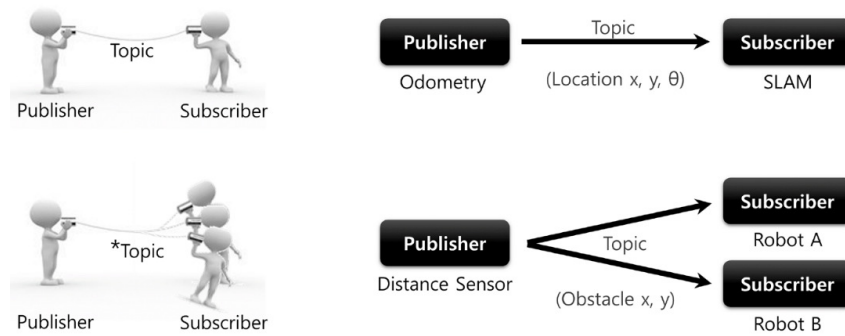 Topic
Publisher Subscriber
Publisher
Odometry
Topic
(Location x, y, θ)
Subscriber
SLAM
*Topic
Publisher Subscriber
Publisher
Distance Sensor
Topic
(Obstacle x, y)
Subscriber
Robot A
Subscriber
Robot B